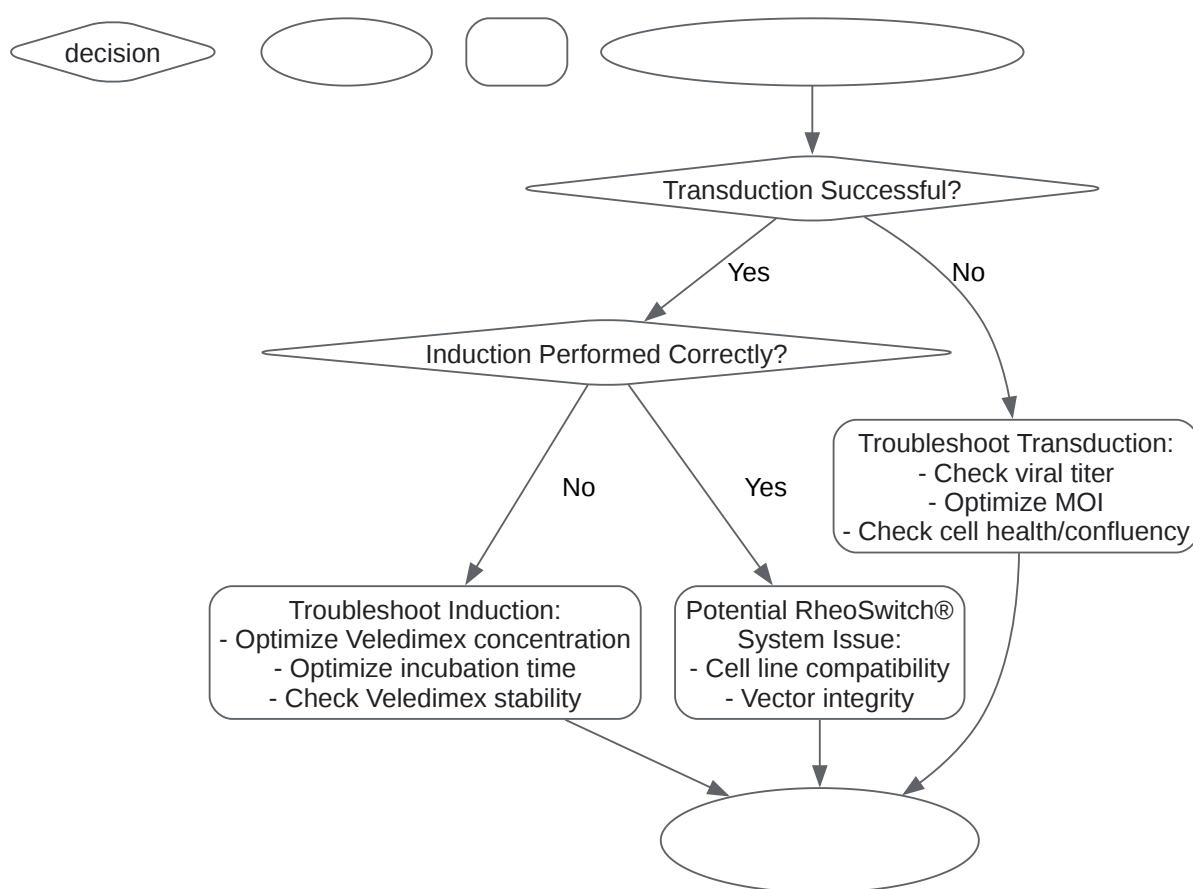 decision
Transduction Successful?
Yes
No
Induction Performed Correctly?
Troubleshoot Transduction:
- Check viral titer
- Optimize MOI
- Check cell health/confluency
No
Yes
Troubleshoot Induction:
- Optimize Veledimex concentration
- Optimize incubation time
- Check Veledimex stability
Potential RheoSwitch®
System Issue:
- Cell line compatibility
- Vector integrity